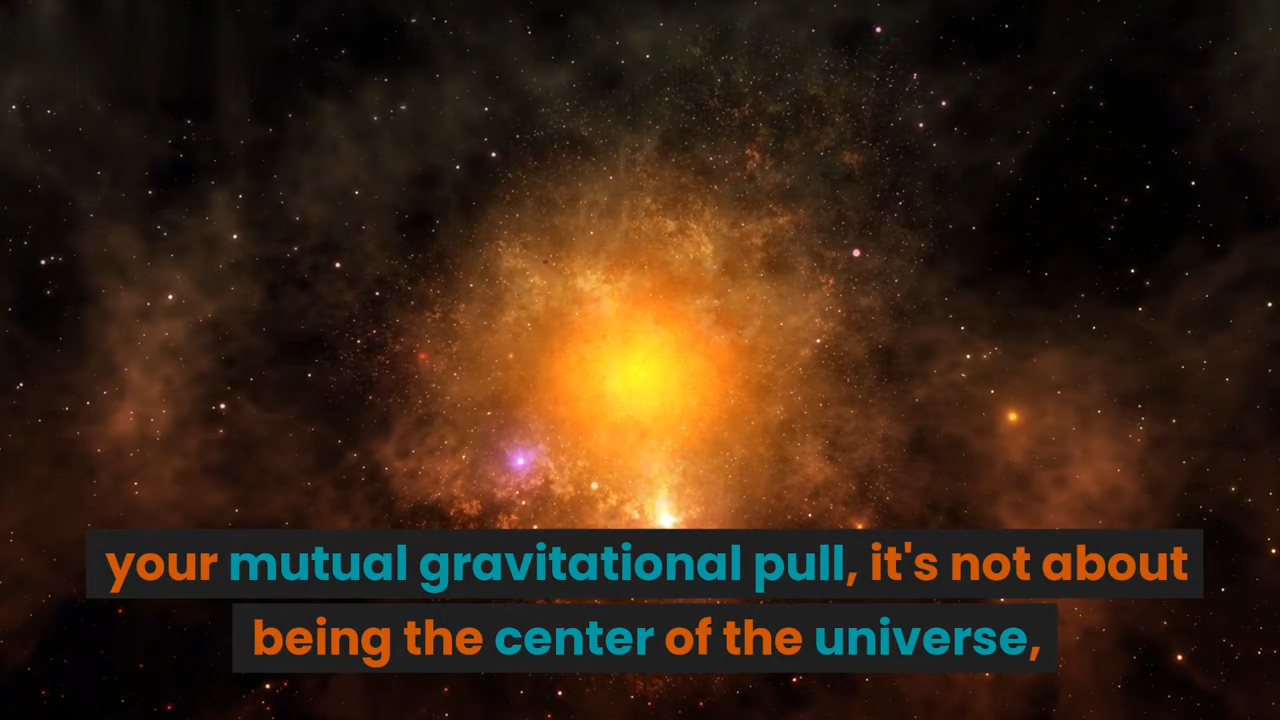 your mutual gravitational pull, it's not about
being the center of the universe,